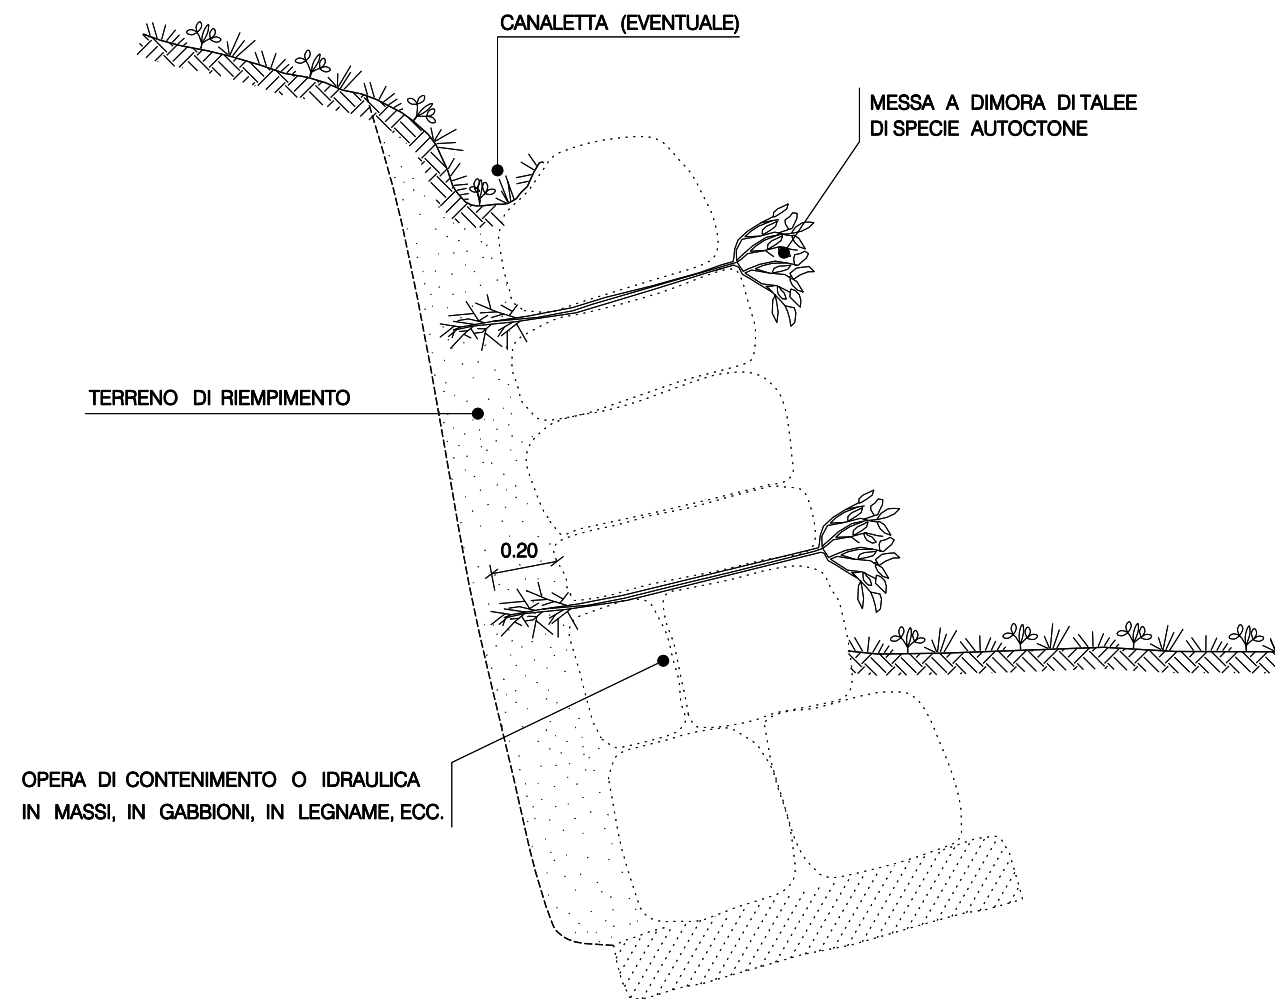 CANALETTA (EVENTUALE)
MESSA A DIMORA DI TALEE
DI SPECIE AUTOCTONE
TERRENO DI RIEMPIMENTO
0.20
OPERA DI CONTENIMENTO O IDRAULICA
IN MASSI, IN GABBIONI, IN LEGNAME, ECC.